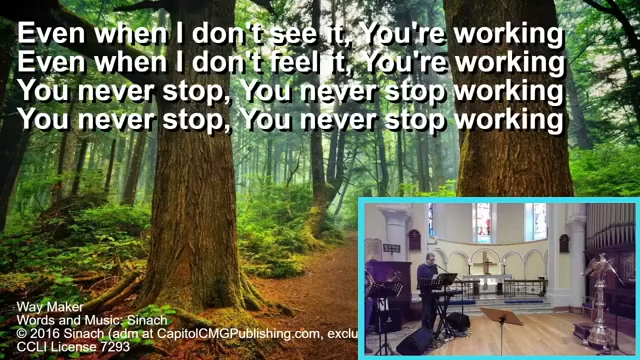 Even when I don't see it, You're working
Even when I don't feel it, You're working
You never stop, You never stop working
You never stop, You never stop working
Way Maker
Words and Music: Sinach
© 2016 Sinach (adm at CapitolCMGPublishing.com, exclu
CCLI License 7293